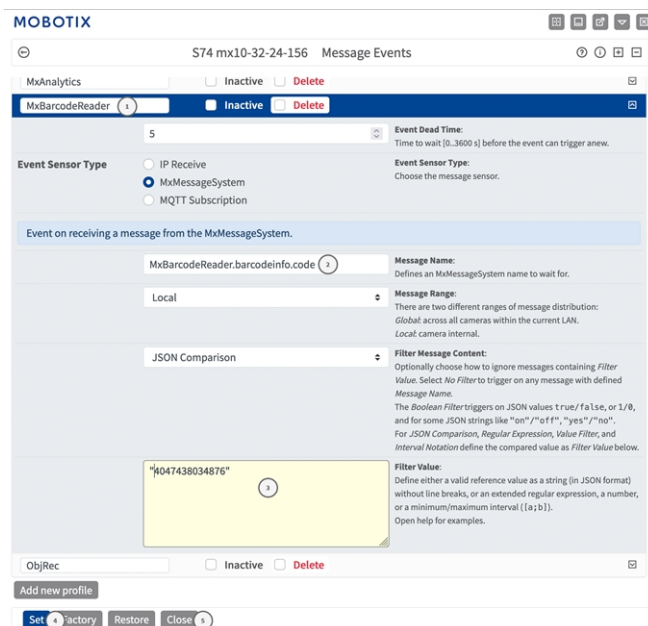 MOBOTIX
S74 mx10-32-24-156 Message Events
MxAnalytics Inactive Delete
MxBarcodeReader 1 Inactive Delete
5
Event Dead Time:
Time to wait [0..3600 s] before the event can trigger anew.
Event Sensor Type
IP Receive
MxMessageSystem
MQTT Subscription
Event Sensor Type:
Choose the message sensor.
Event on receiving a message from the MxMessageSystem.
MxBarcodeReader.barcodeinfo.code 2
Message Name:
Defines an MxMessageSystem name to wait for.
Local
Message Range:
There are two different ranges of message distribution:
Global: across all cameras within the current LAN.
Local: camera internal.
JSON Comparison
Filter Message Content:
Optionally choose how to ignore messages containing Filter
Value. Select No Filter to trigger on any message with defined
Message Name.
The Boolean Filter triggers on JSON values true/false, or 1/0,
and for some JSON strings like "on"/"off", "yes"/"no".
For JSON Comparison, Regular Expression, Value Filter, and
Interval Notation define the compared value as Filter Value below.
"4047438034876"
3
Filter Value:
Define either a valid reference value as a string (in JSON format)
without line breaks, or an extended regular expression, a number,
or a minimum/maximum interval ([a;b]).
Open help for examples.
ObjRec Inactive Delete
Add new profile
Set 4 Factory Restore Close 5